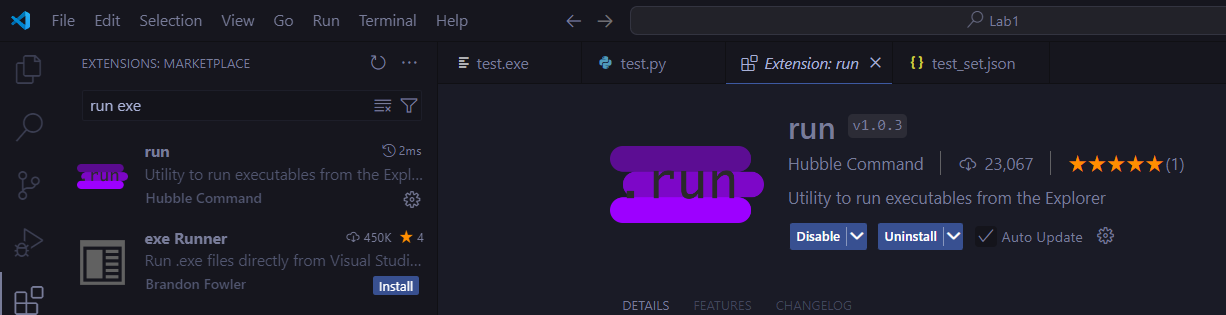 File Edit Selection View Go Run Terminal Help
Lab1
EXTENSIONS: MARKETPLACE
run exe
run
2ms
Utility to run executables from the Expl...
Hubble Command
exe Runner
450K
4
Run .exe files directly from Visual Studi...
Brandon Fowler
Install
test.exe
test.py
Extension: run
test_set.json
.run
run
v1.0.3
Hubble Command
23,067
(1)
Utility to run executables from the Explorer
Disable
Uninstall
Auto Update
DETAILS FEATURES CHANGELOG